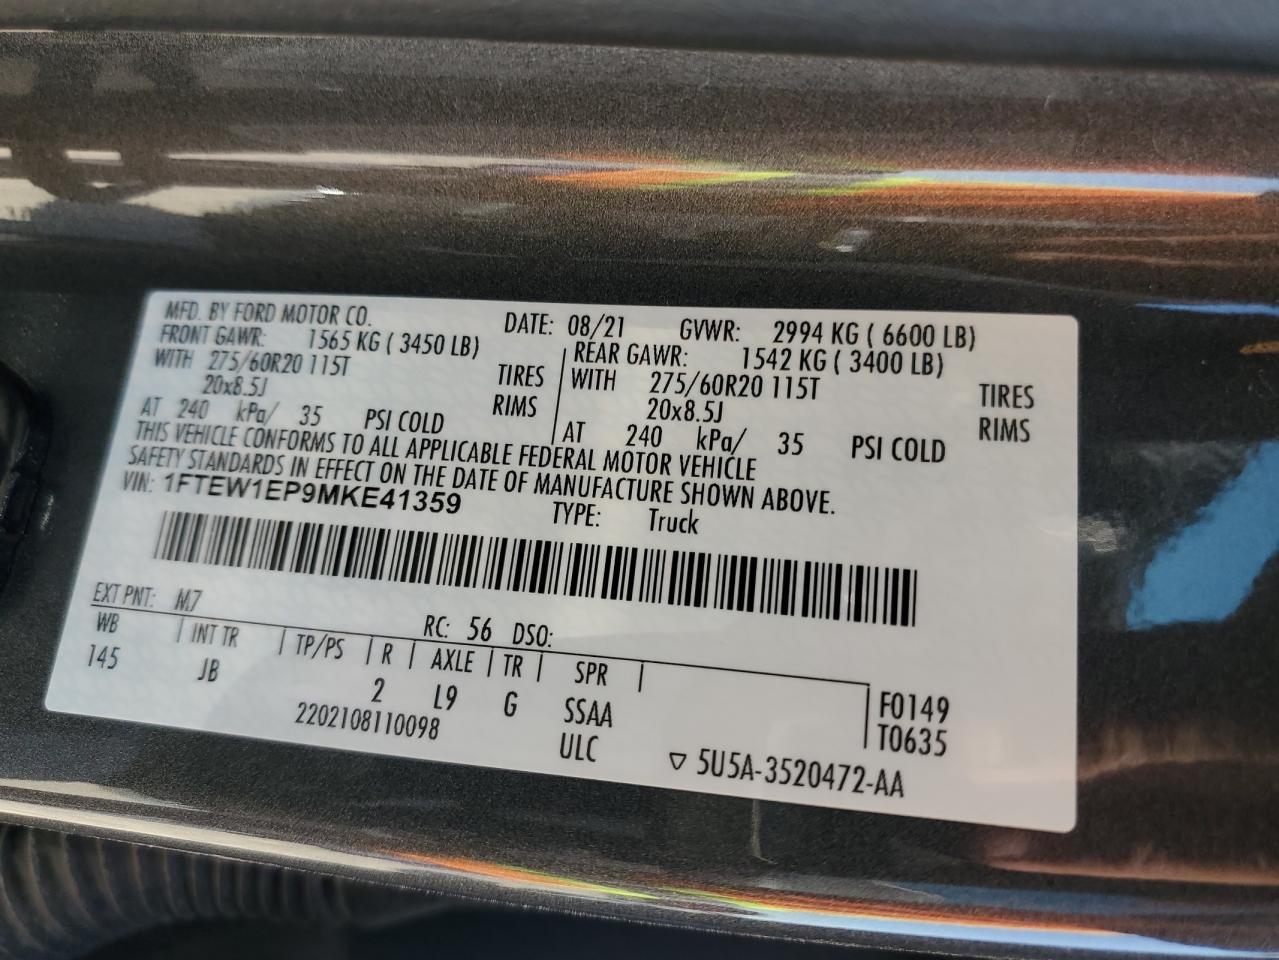 MFD. BY FORD MOTOR CO. DATE: 08/21 GVWR: 2994 KG ( 6600 LB)
FRONT GAWR: 1565 KG ( 3450 LB) REAR GAWR: 1542 KG ( 3400 LB)
WITH 275/60R20 115T TIRES WITH 275/60R20 115T TIRES
20x8.5J RIMS 20x8.5J RIMS
AT 240 kPa/ 35 PSI COLD AT 240 kPa/ 35 PSI COLD
THIS VEHICLE CONFORMS TO ALL APPLICABLE FEDERAL MOTOR VEHICLE
SAFETY STANDARDS IN EFFECT ON THE DATE OF MANUFACTURE SHOWN ABOVE.
VIN: 1FTEW1EP9MKE41359 TYPE: Truck
EXT PNT: M7 RC: 56 DSO:
WB INT TR TP/PS R AXLE TR SPR
145 JB 2 L9 G SSAA F0149
2202108110098 ULC T0635
▽ 5U5A-3520472-AA